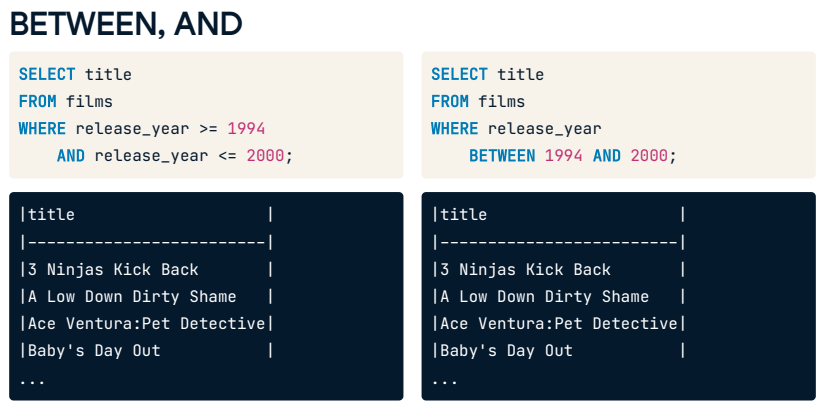 BETWEEN, AND
SELECT title
FROM films
WHERE release_year >= 1994
    AND release_year <= 2000;
|title                    |
|-------------------------|
|3 Ninjas Kick Back       |
|A Low Down Dirty Shame   |
|Ace Ventura:Pet Detective|
|Baby's Day Out           |
...
SELECT title
FROM films
WHERE release_year
    BETWEEN 1994 AND 2000;
|title                    |
|-------------------------|
|3 Ninjas Kick Back       |
|A Low Down Dirty Shame   |
|Ace Ventura:Pet Detective|
|Baby's Day Out           |
...